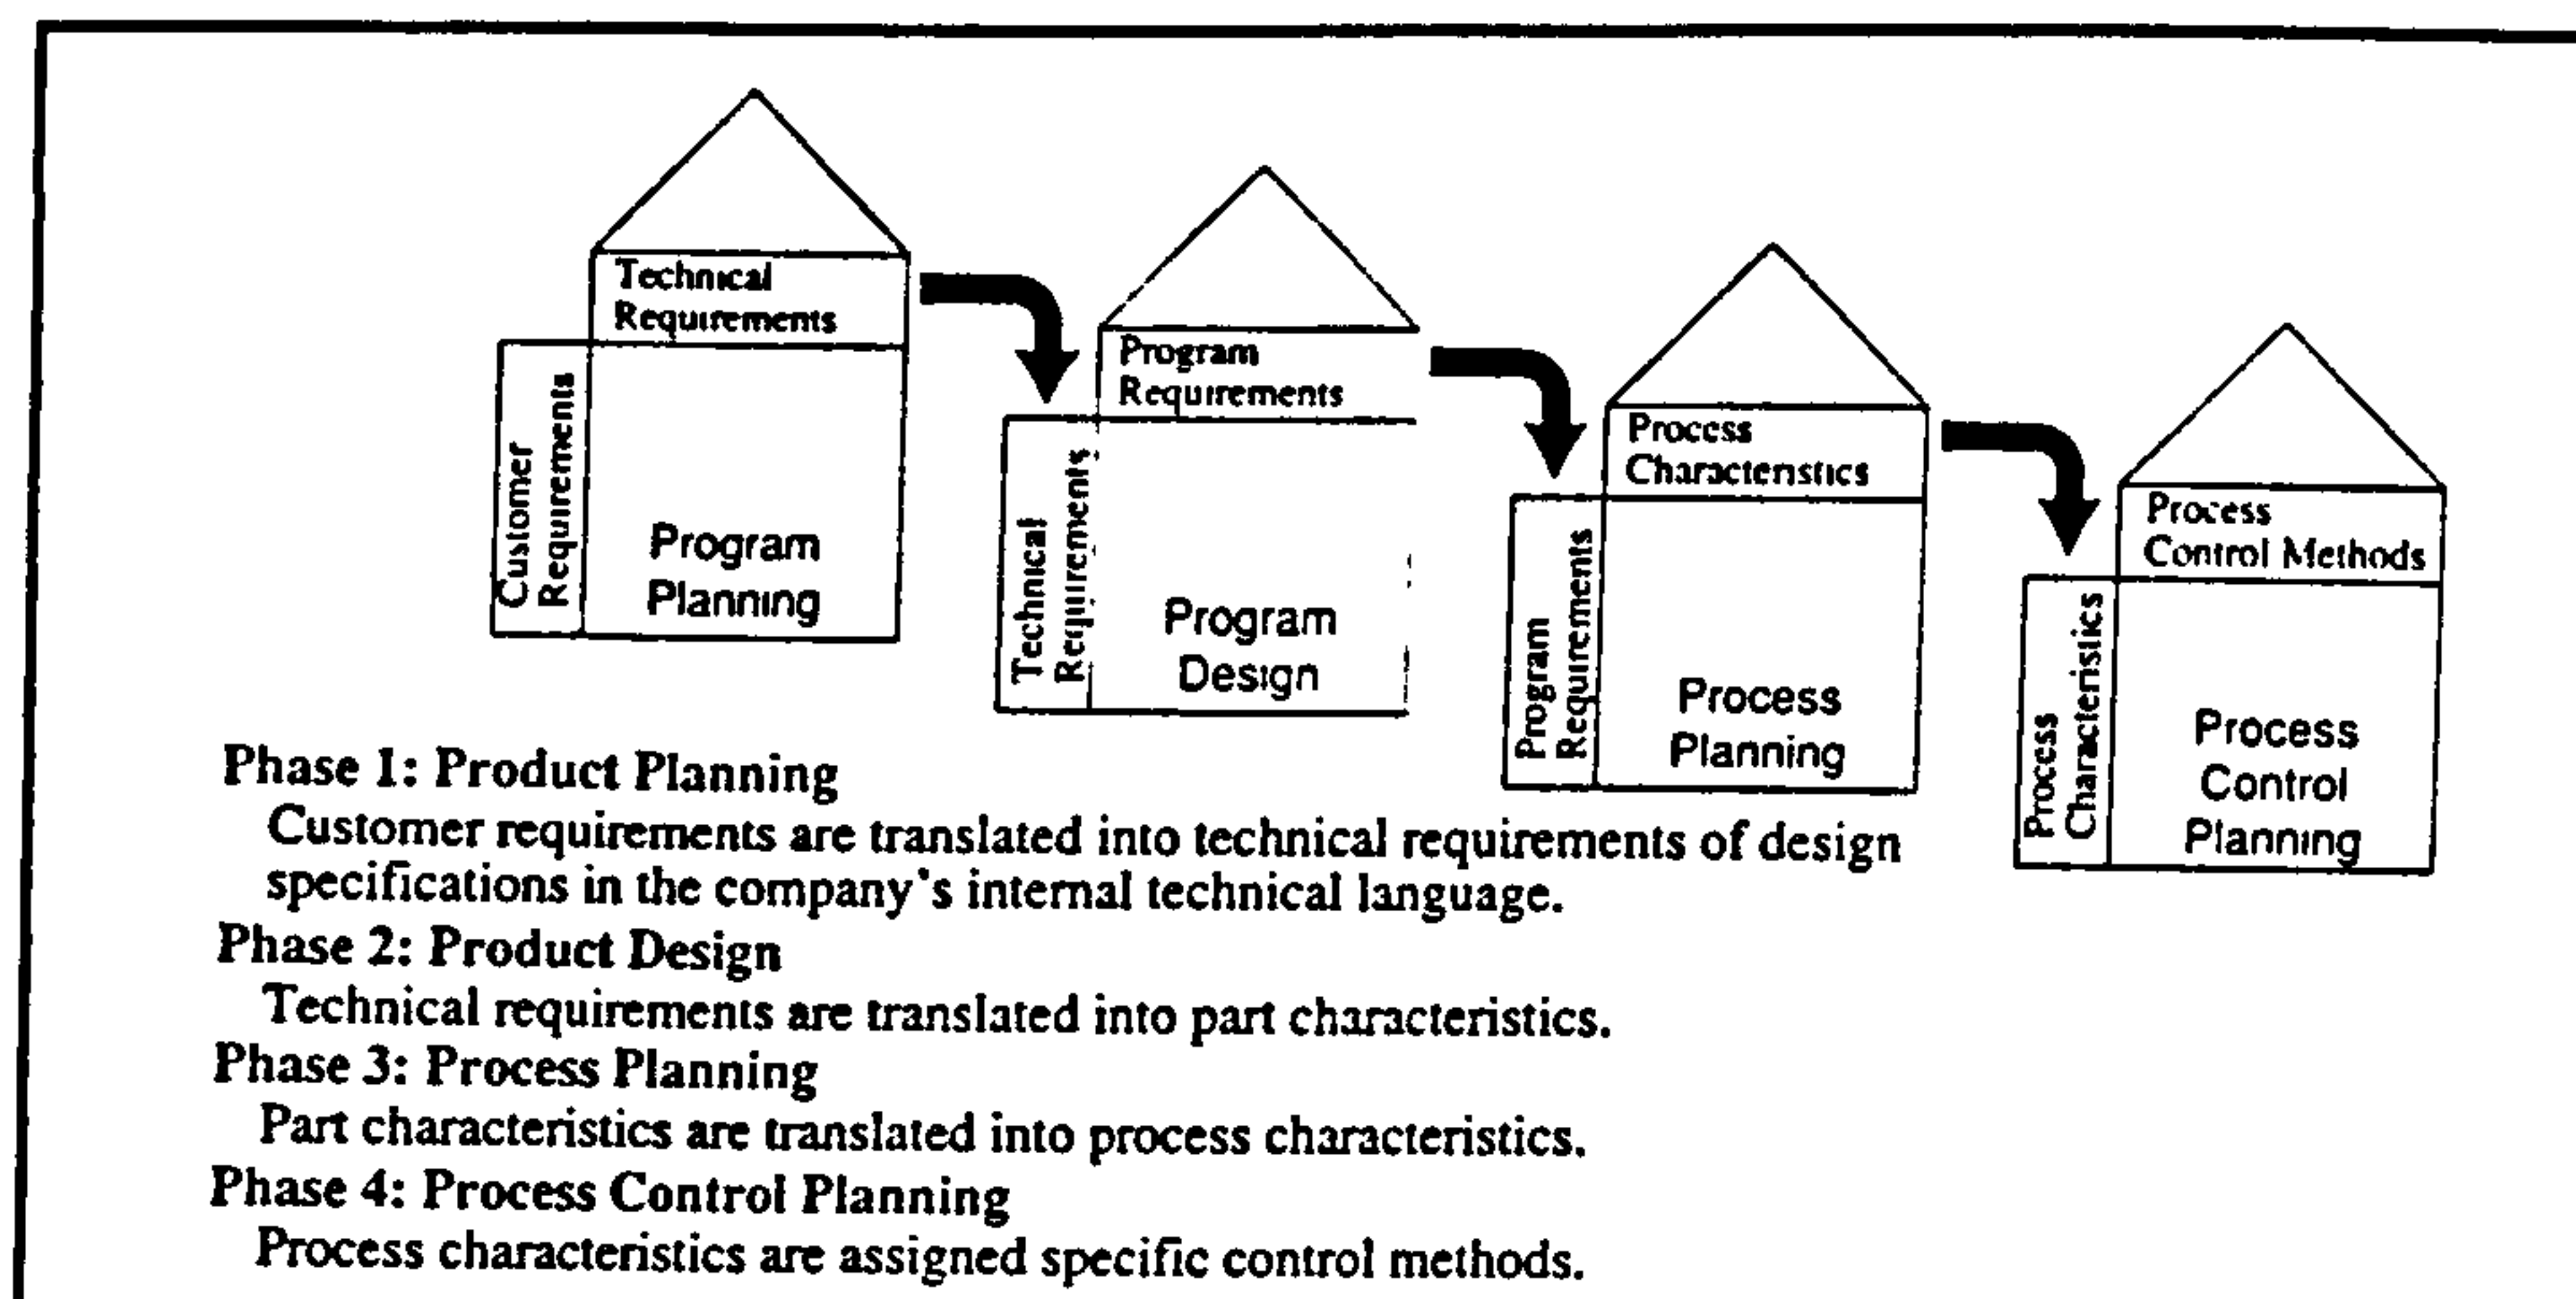 Technical
Requirements
Customer
Requirements
Program
Planning
Program
Requirements
Technical
Requirements
Program
Design
Process
Characteristics
Program
Requirements
Process
Planning
Process
Control Methods
Process
Characteristics
Process
Control
Planning
Phase 1: Product Planning
Customer requirements are translated into technical requirements of design
specifications in the company's internal technical language.
Phase 2: Product Design
Technical requirements are translated into part characteristics.
Phase 3: Process Planning
Part characteristics are translated into process characteristics.
Phase 4: Process Control Planning
Process characteristics are assigned specific control methods.